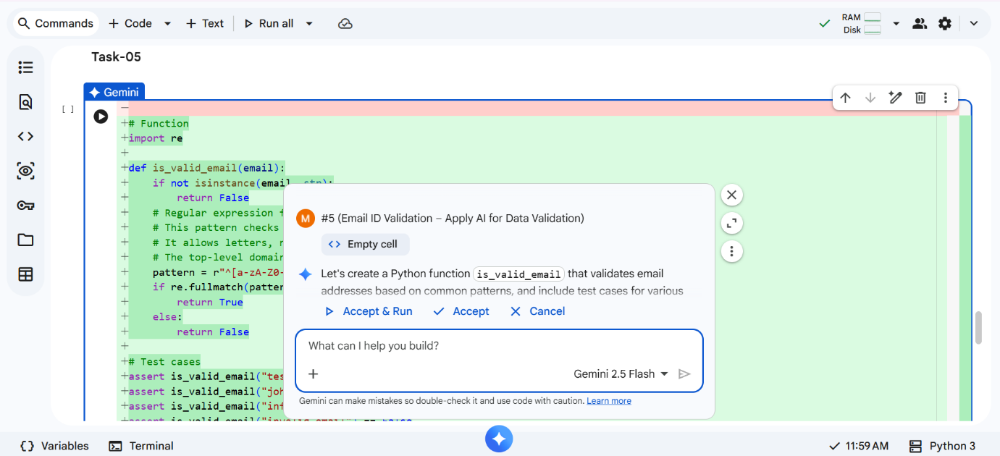 Commands + Code + Text Run all
RAM
Disk
Task-05
Gemini
[ ]
# Function
import re
def is_valid_email(email):
if not isinstance(email, str):
return False
# Regular expression
# This pattern checks
# It allows letters,
# The top-level domain
pattern = r"^[a-zA-Z0-
if re.fullmatch(patter
return True
else:
return False
# Test cases
assert is_valid_email("tes
assert is_valid_email("joh
assert is_valid_email("inf
assert is_valid_email("invalid_email") == False
M #5 (Email ID Validation – Apply AI for Data Validation)
<> Empty cell
Let's create a Python function is_valid_email that validates email
addresses based on common patterns, and include test cases for various
Accept & Run Accept Cancel
What can I help you build?
+ Gemini 2.5 Flash
Gemini can make mistakes so double-check it and use code with caution. Learn more
{} Variables Terminal 11:59 AM Python 3